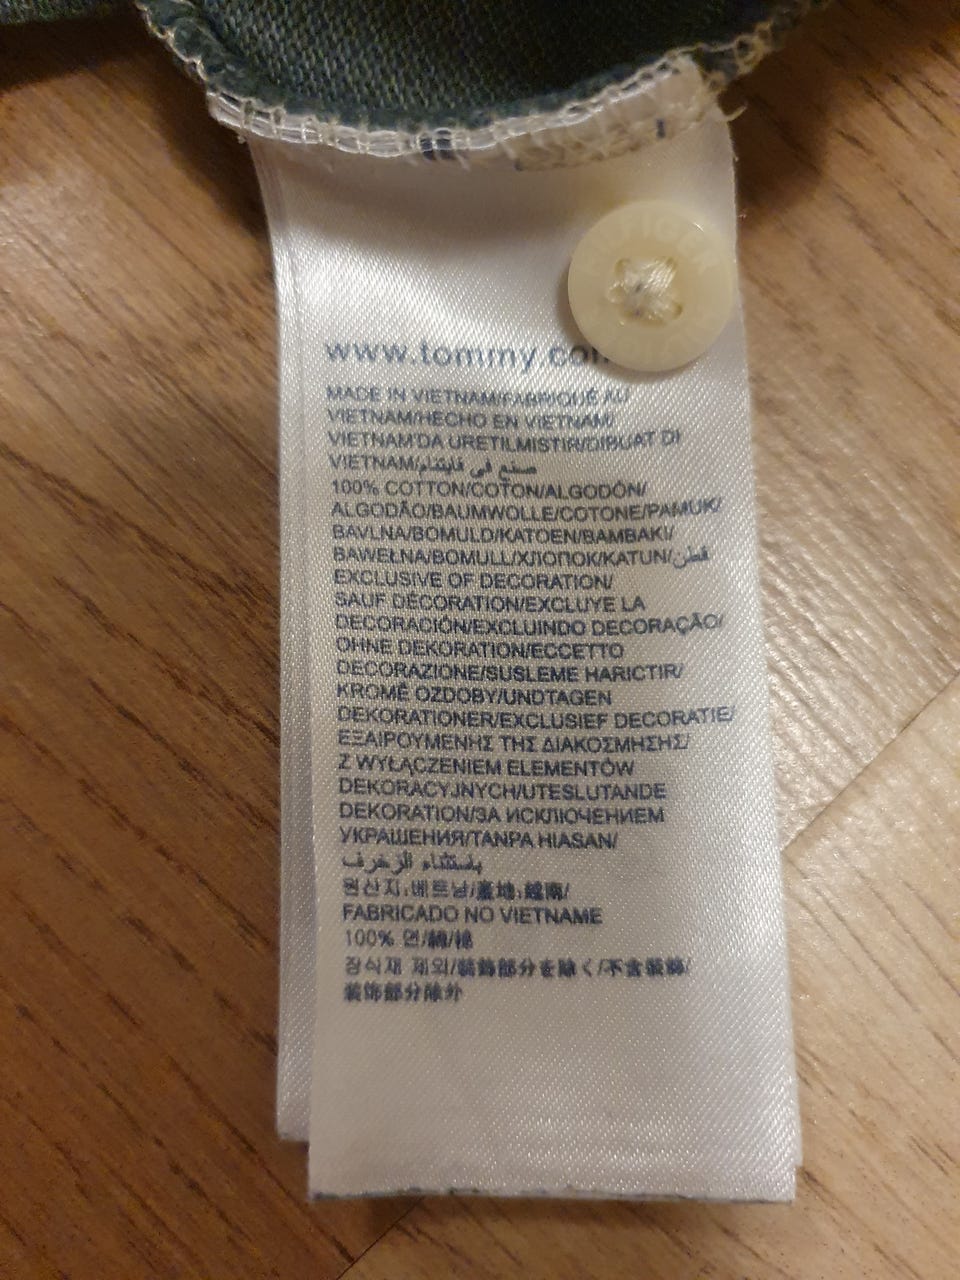 HILFIGER
www.tommy.com
MADE IN VIETNAM/FABRIQUÉ AU
VIETNAM/HECHO EN VIETNAM/
VIETNAM'DA URETILMISTIR/DIBUAT DI
VIETNAM/صنع في فايتنام
100% COTTON/COTON/ALGODÓN/
ALGODÃO/BAUMWOLLE/COTONE/PAMUK/
BAVLNA/BOMULD/KATOEN/BAMBAKI/
BAWEŁNA/BOMULL/ХЛОПОК/KATUN/قطن
EXCLUSIVE OF DECORATION/
SAUF DÉCORATION/EXCLUYE LA
DECORACIÓN/EXCLUINDO DECORAÇÃO/
OHNE DEKORATION/ECCETTO
DECORAZIONE/SUSLEME HARICTIR/
KROMĚ OZDOBY/UNDTAGEN
DEKORATIONER/EXCLUSIEF DECORATIE/
ΕΞΑΙΡΟΥΜΕΝΗΣ ΤΗΣ ΔΙΑΚΟΣΜΗΣΗΣ/
Z WYŁĄCZENIEM ELEMENTÓW
DEKORACYJNYCH/UTESLUTANDE
DEKORATION/ЗА ИСКЛЮЧЕНИЕМ
УКРАШЕНИЯ/TANPA HIASAN/
باستثناء الزخرف
원산지:베트남/產地:越南/
FABRICADO NO VIETNAME
100% 면/綿/棉
장식재 제외/装飾部分を除く/不含裝飾/
装饰部分除外